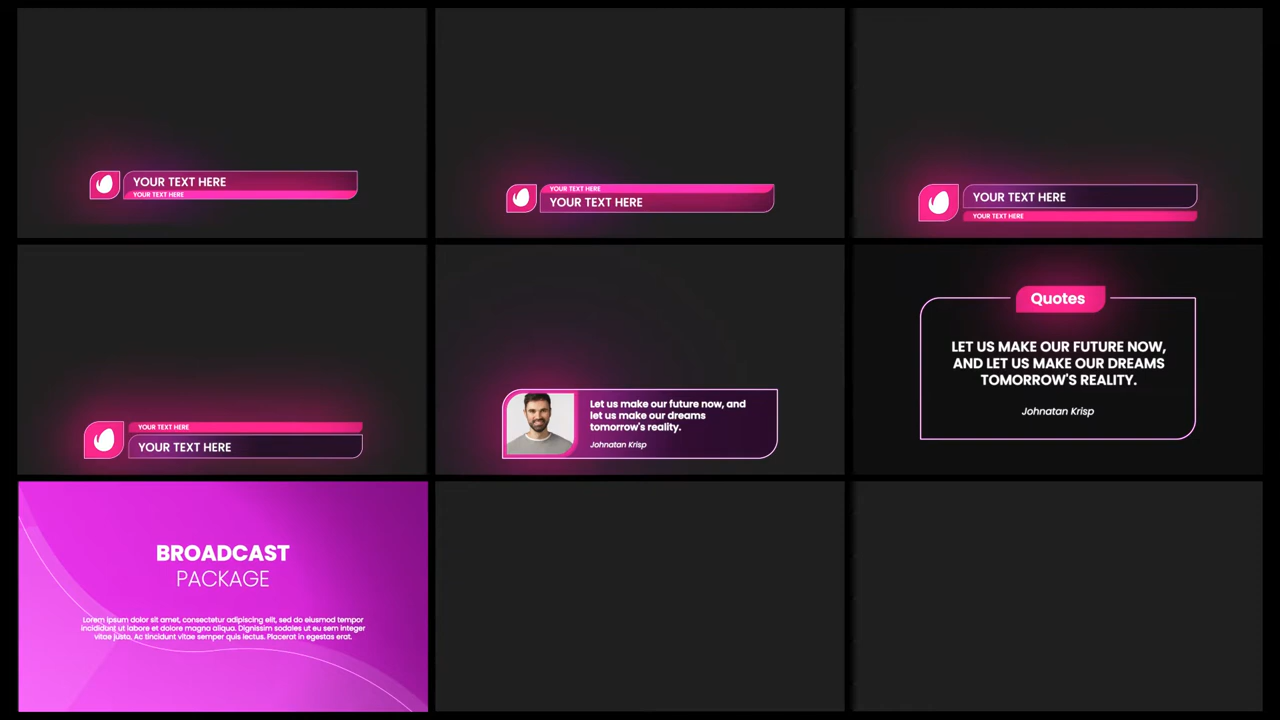 YOUR TEXT HERE
YOUR TEXT HERE
YOUR TEXT HERE
YOUR TEXT HERE
YOUR TEXT HERE
YOUR TEXT HERE
YOUR TEXT HERE
YOUR TEXT HERE
Let us make our future now, and
let us make our dreams
tomorrow's reality.
Johnatan Krisp
Quotes
LET US MAKE OUR FUTURE NOW,
AND LET US MAKE OUR DREAMS
TOMORROW'S REALITY.
Johnatan Krisp
BROADCAST
PACKAGE
Lorem ipsum dolor sit amet, consectetur adipiscing elit, sed do eiusmod tempor
incididunt ut labore et dolore magna aliqua. Dignissim sodales ut eu sem integer
vitae justo. Ac tincidunt vitae semper quis lectus. Placerat in egestas erat.